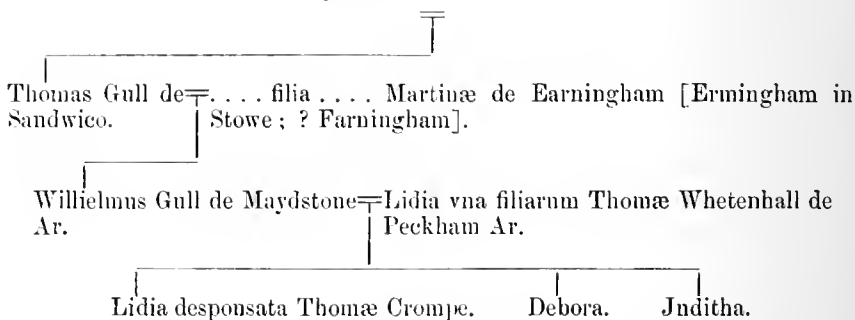 Thomas Gull de . . . . filia . . . . Martinæ de Earningham [Ermingham in
Sandwico. Stowe ; ? Farningham].
Willielmus Gull de Maydstone Lidia vna filiarum Thomæ Whetenhall de
Ar. Peckham Ar.
Lidia desponsata Thomæ Crompe. Debora. Juditha.